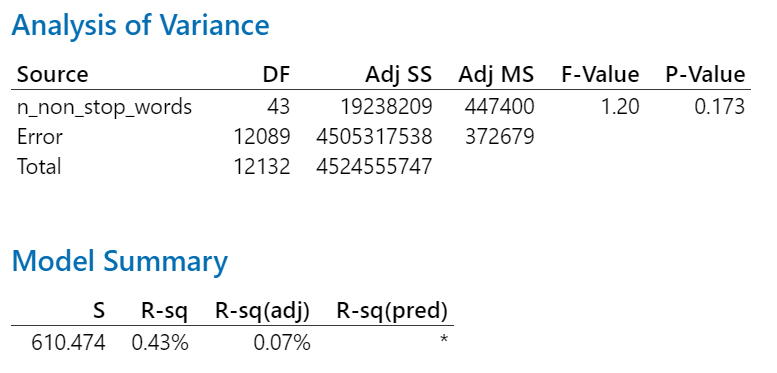 Analysis of Variance
Source DF Adj SS Adj MS F-Value P-Value
n_non_stop_words 43 19238209 447400 1.20 0.173
Error 12089 4505317538 372679
Total 12132 4524555747
Model Summary
S R-sq R-sq(adj) R-sq(pred)
610.474 0.43% 0.07% *